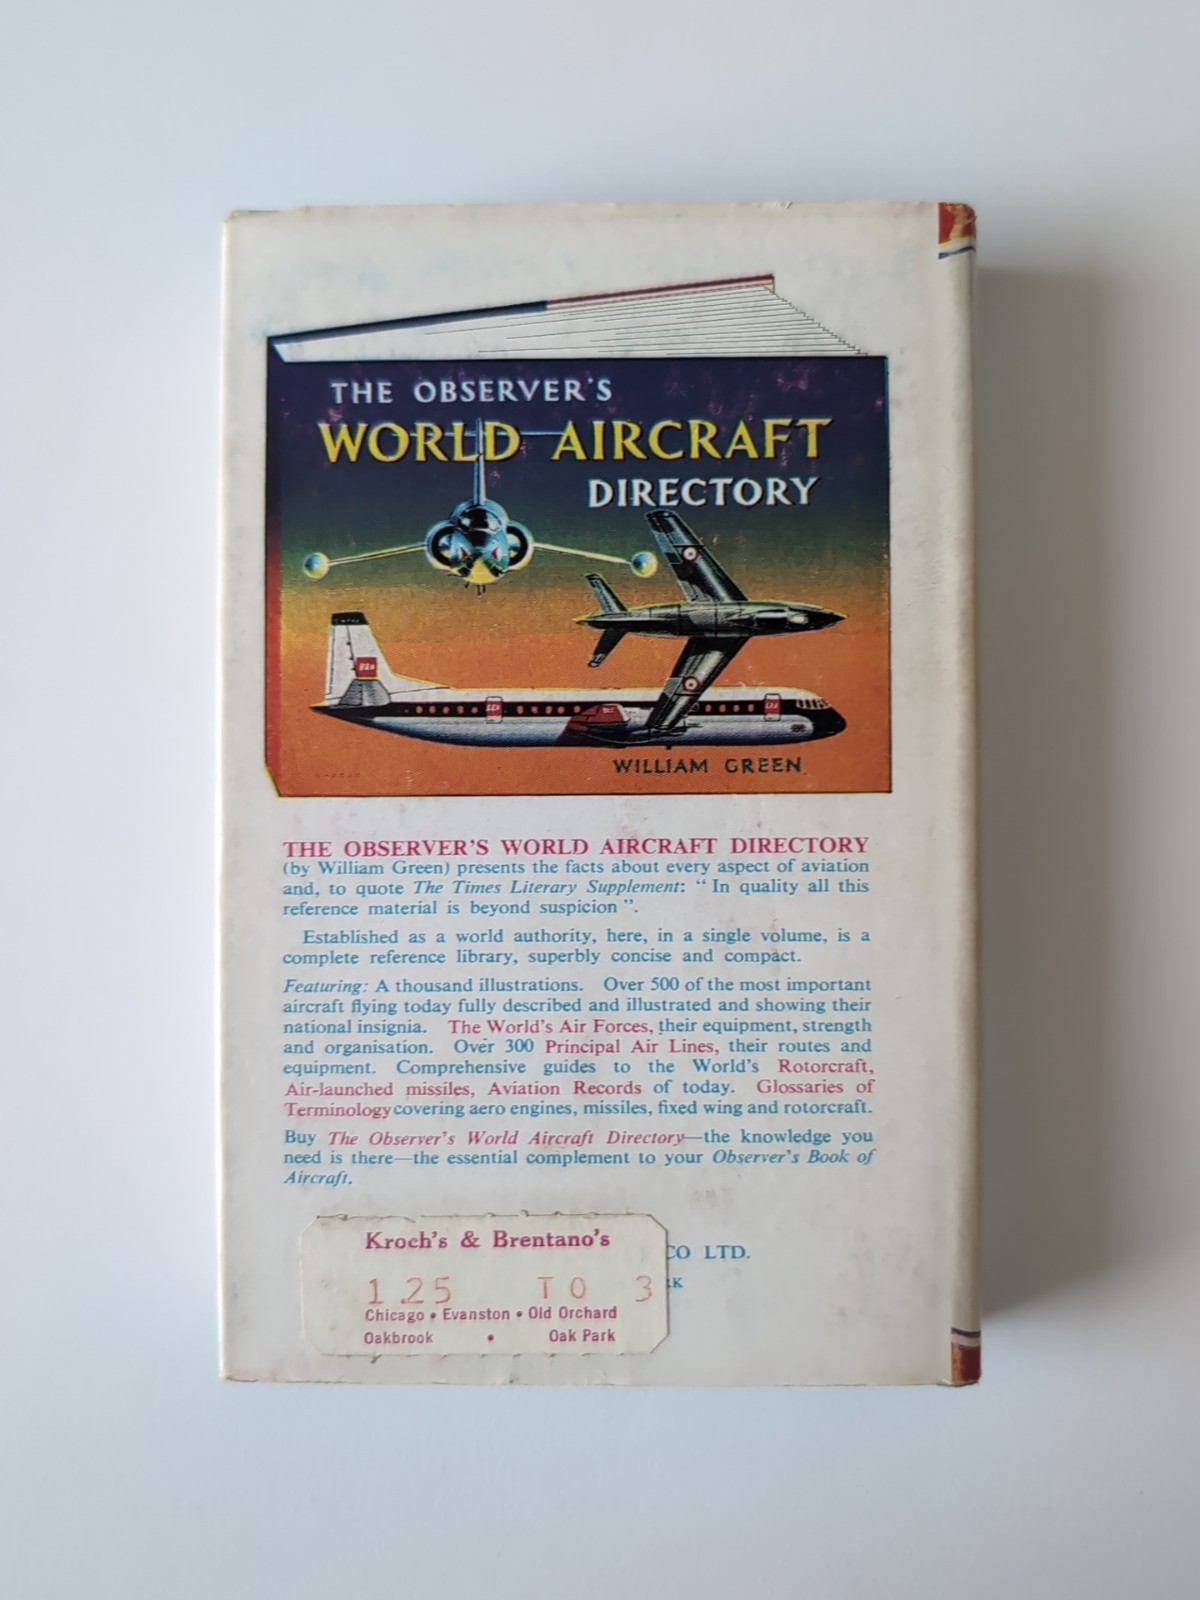 THE OBSERVER'S
WORLD AIRCRAFT
DIRECTORY
BEA
BEA
BEA
WILLIAM GREEN
THE OBSERVER'S WORLD AIRCRAFT DIRECTORY
(by William Green) presents the facts about every aspect of aviation
and, to quote The Times Literary Supplement: “ In quality all this
reference material is beyond suspicion ”.
Established as a world authority, here, in a single volume, is a
complete reference library, superbly concise and compact.
Featuring: A thousand illustrations. Over 500 of the most important
aircraft flying today fully described and illustrated and showing their
national insignia. The World's Air Forces, their equipment, strength
and organisation. Over 300 Principal Air Lines, their routes and
equipment. Comprehensive guides to the World's Rotorcraft,
Air-launched missiles, Aviation Records of today. Glossaries of
Terminology covering aero engines, missiles, fixed wing and rotorcraft.
Buy The Observer's World Aircraft Directory—the knowledge you
need is there—the essential complement to your Observer's Book of
Aircraft.
CO LTD.
RK
Kroch's & Brentano's
1.25 TO 3
Chicago • Evanston • Old Orchard
Oakbrook • Oak Park